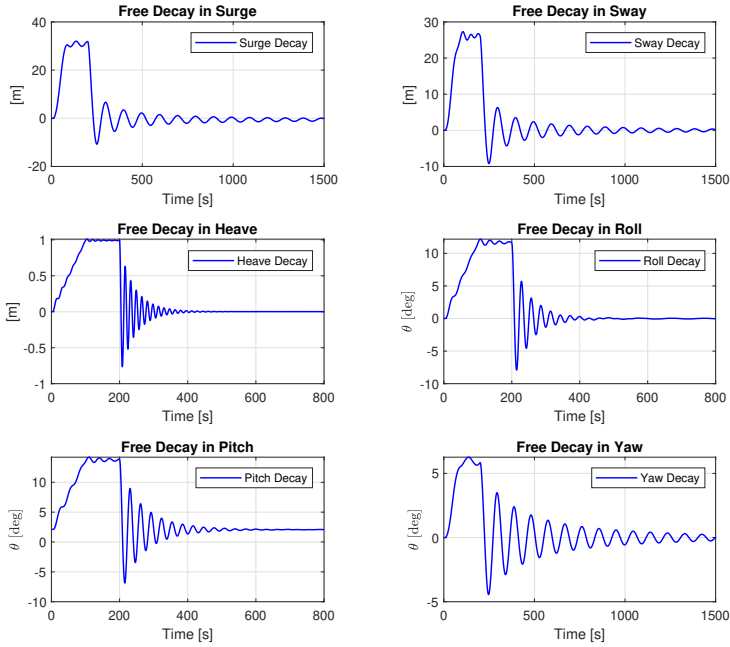 Free Decay in Surge
40
20
0
-20
[m]
Surge Decay
500
1000
1500
Time [s]
Free Decay in Sway
30
20
10
0
-10
[m]
Sway Decay
500
1000
1500
Time [s]
Free Decay in Heave
1
0.5
0
-0.5
-1
[m]
Heave Decay
0
200
400
600
800
Time [s]
Free Decay in Roll
10
5
0
-5
-10
θ [deg]
Roll Decay
0
200
400
600
800
Time [s]
Free Decay in Pitch
10
5
0
-5
-10
θ [deg]
Pitch Decay
0
200
400
600
800
Time [s]
Free Decay in Yaw
5
0
-5
θ [deg]
Yaw Decay
0
500
1000
1500
Time [s]